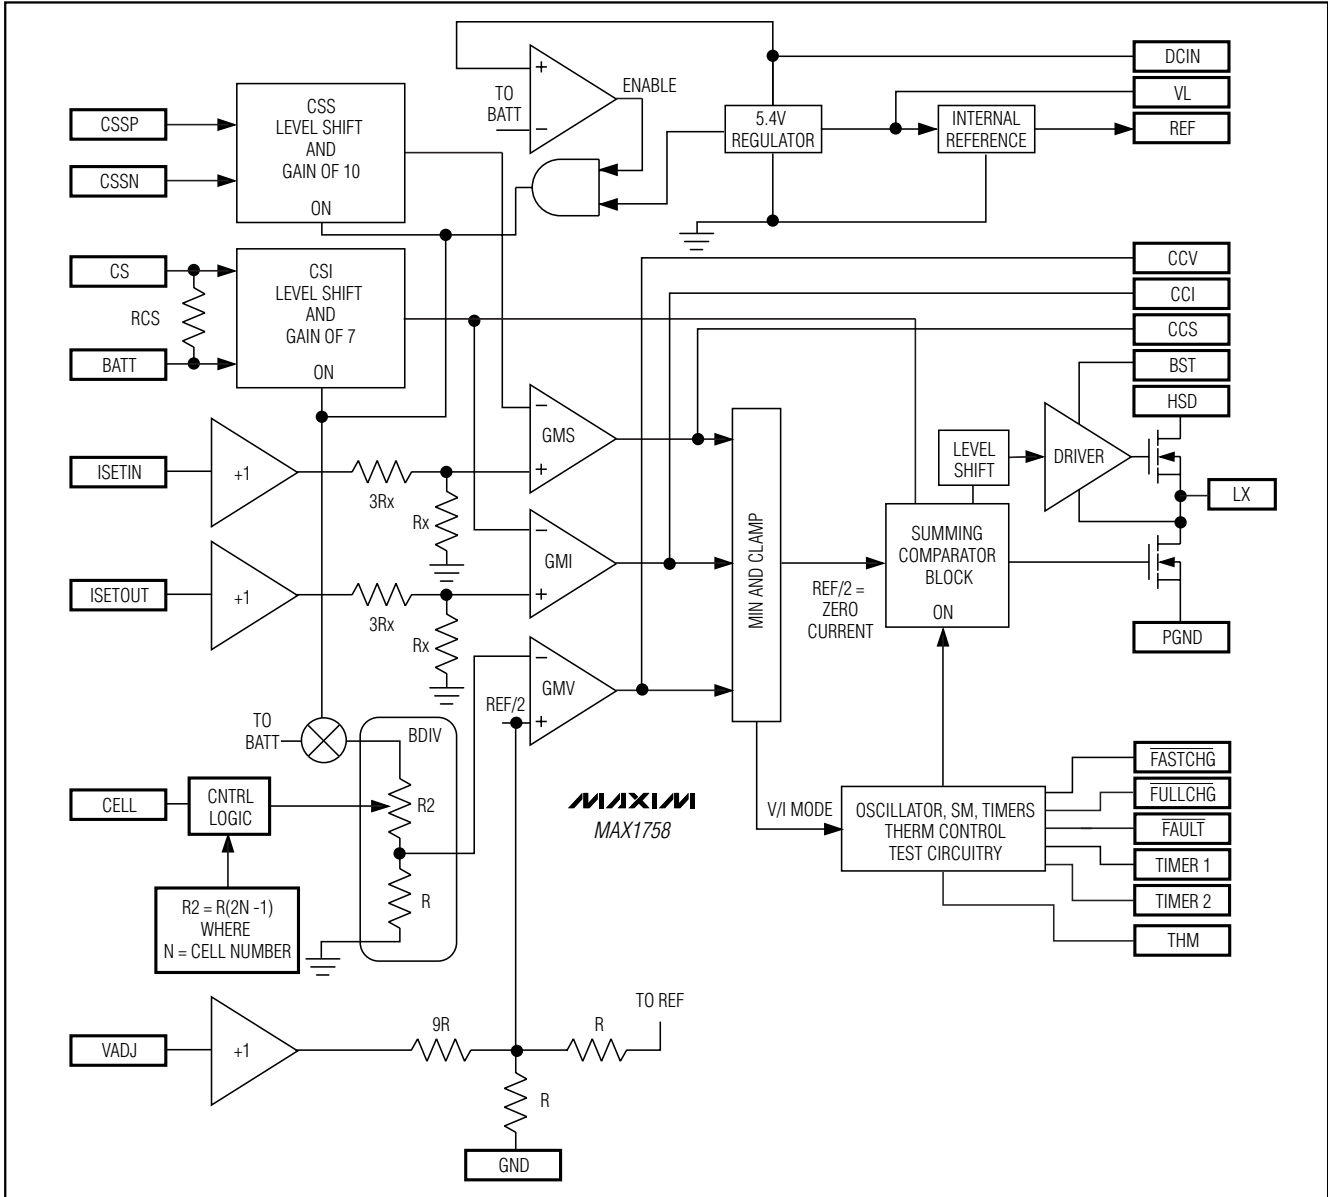 DCIN
VL
REF
TO
BATT
+
−
ENABLE
5.4V
REGULATOR
INTERNAL
REFERENCE
CSSP
CSSN
CSS
LEVEL SHIFT
AND
GAIN OF 10
ON
CS
RCS
BATT
CSI
LEVEL SHIFT
AND
GAIN OF 7
ON
CCV
CCI
CCS
BST
HSD
LX
PGND
ISETIN
+1
3Rx
Rx
−
GMS
+
ISETOUT
+1
3Rx
Rx
−
GMI
+
−
GMV
+
REF/2
MIN AND CLAMP
REF/2 =
ZERO
CURRENT
LEVEL
SHIFT
DRIVER
SUMMING
COMPARATOR
BLOCK
ON
TO
BATT
BDIV
R2
R
CELL
CNTRL
LOGIC
R2 = R(2N -1)
WHERE
N = CELL NUMBER
MAXIM
MAX1758
V/I MODE
OSCILLATOR, SM, TIMERS
THERM CONTROL
TEST CIRCUITRY
FASTCHG
FULLCHG
FAULT
TIMER 1
TIMER 2
THM
VADJ
+1
9R
R
TO REF
R
GND